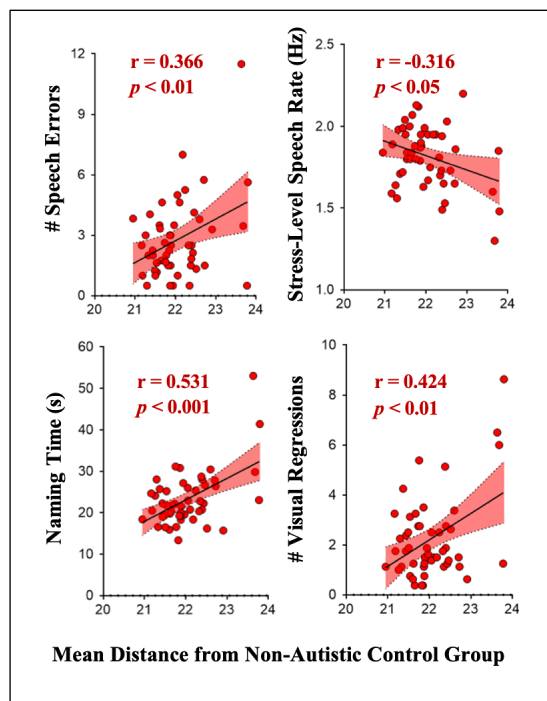 # Speech Errors
12
9
6
3
0
20 21 22 23 24
r = 0.366
p < 0.01
Stress-Level Speech Rate (Hz)
2.5
2.0
1.5
1.0
20 21 22 23 24
r = -0.316
p < 0.05
Naming Time (s)
60
50
40
30
20
10
0
20 21 22 23 24
r = 0.531
p < 0.001
# Visual Regressions
10
8
6
4
2
0
20 21 22 23 24
r = 0.424
p < 0.01
Mean Distance from Non-Autistic Control Group